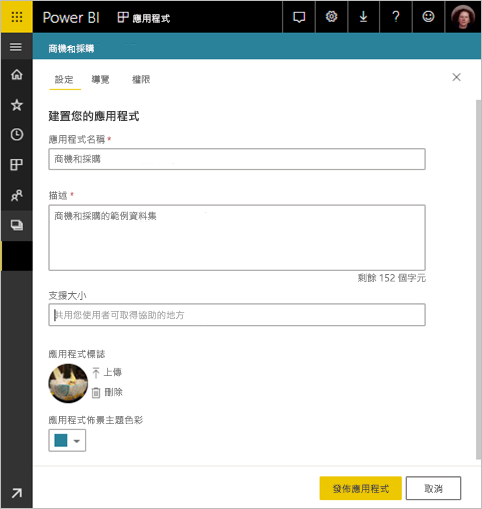 Power BI 應用程式
商機和採購
設定 導覽 權限
建置您的應用程式
應用程式名稱 *
商機和採購
描述 *
商機和採購的範例資料集
剩餘 152 個字元
支援大小
共用您使用者可取得協助的地方
應用程式標誌
上傳
刪除
應用程式佈景主題色彩
發佈應用程式 取消